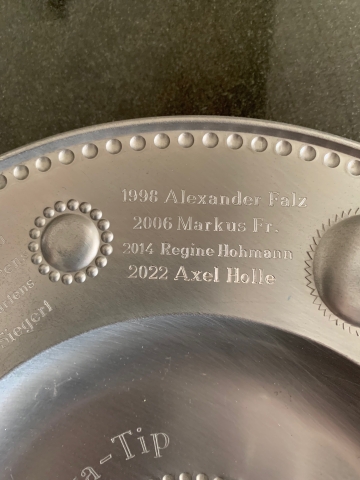 1998 Alexander Falz
2006 Markus Fr.
2014 Regine Hohmann
2022 Axel Holle
-Tip